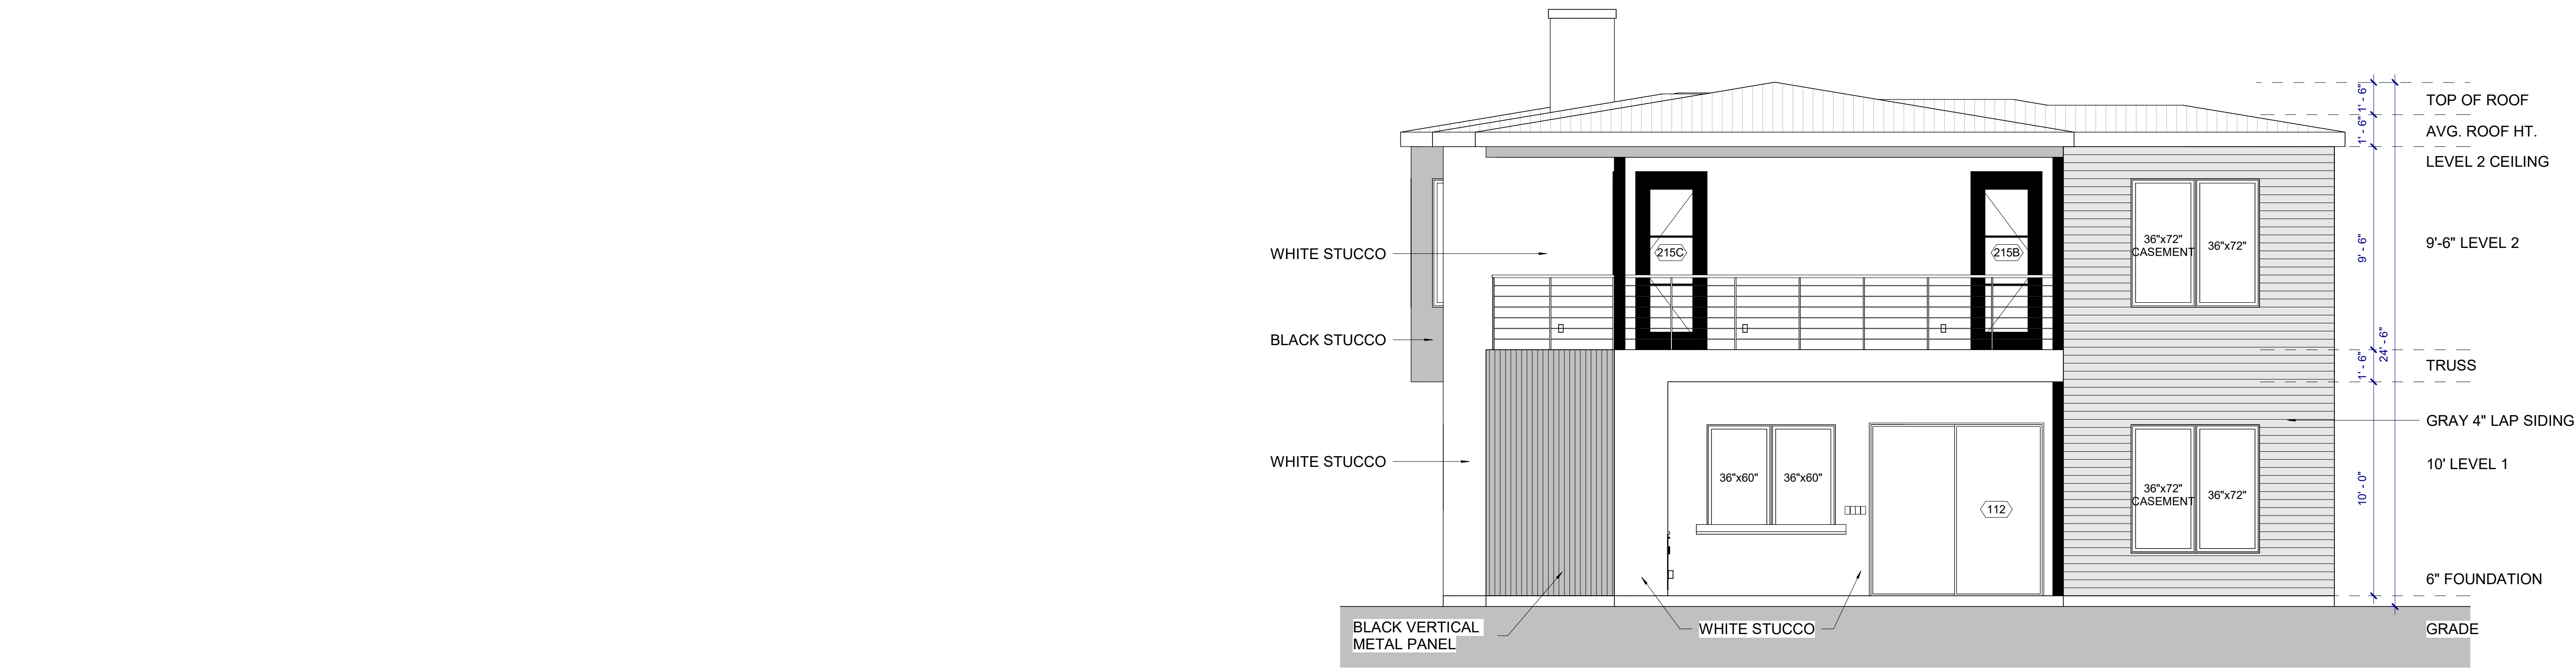 1' - 6"
TOP OF ROOF
1' - 6"
AVG. ROOF HT.
LEVEL 2 CEILING
WHITE STUCCO
215C
215B
36"x72"
CASEMENT
36"x72"
9' - 6"
9'-6" LEVEL 2
BLACK STUCCO
24' - 6"
1' - 6"
TRUSS
GRAY 4" LAP SIDING
WHITE STUCCO
36"x60"
36"x60"
112
36"x72"
CASEMENT
36"x72"
10' - 0"
10' LEVEL 1
6" FOUNDATION
BLACK VERTICAL
METAL PANEL
WHITE STUCCO
GRADE